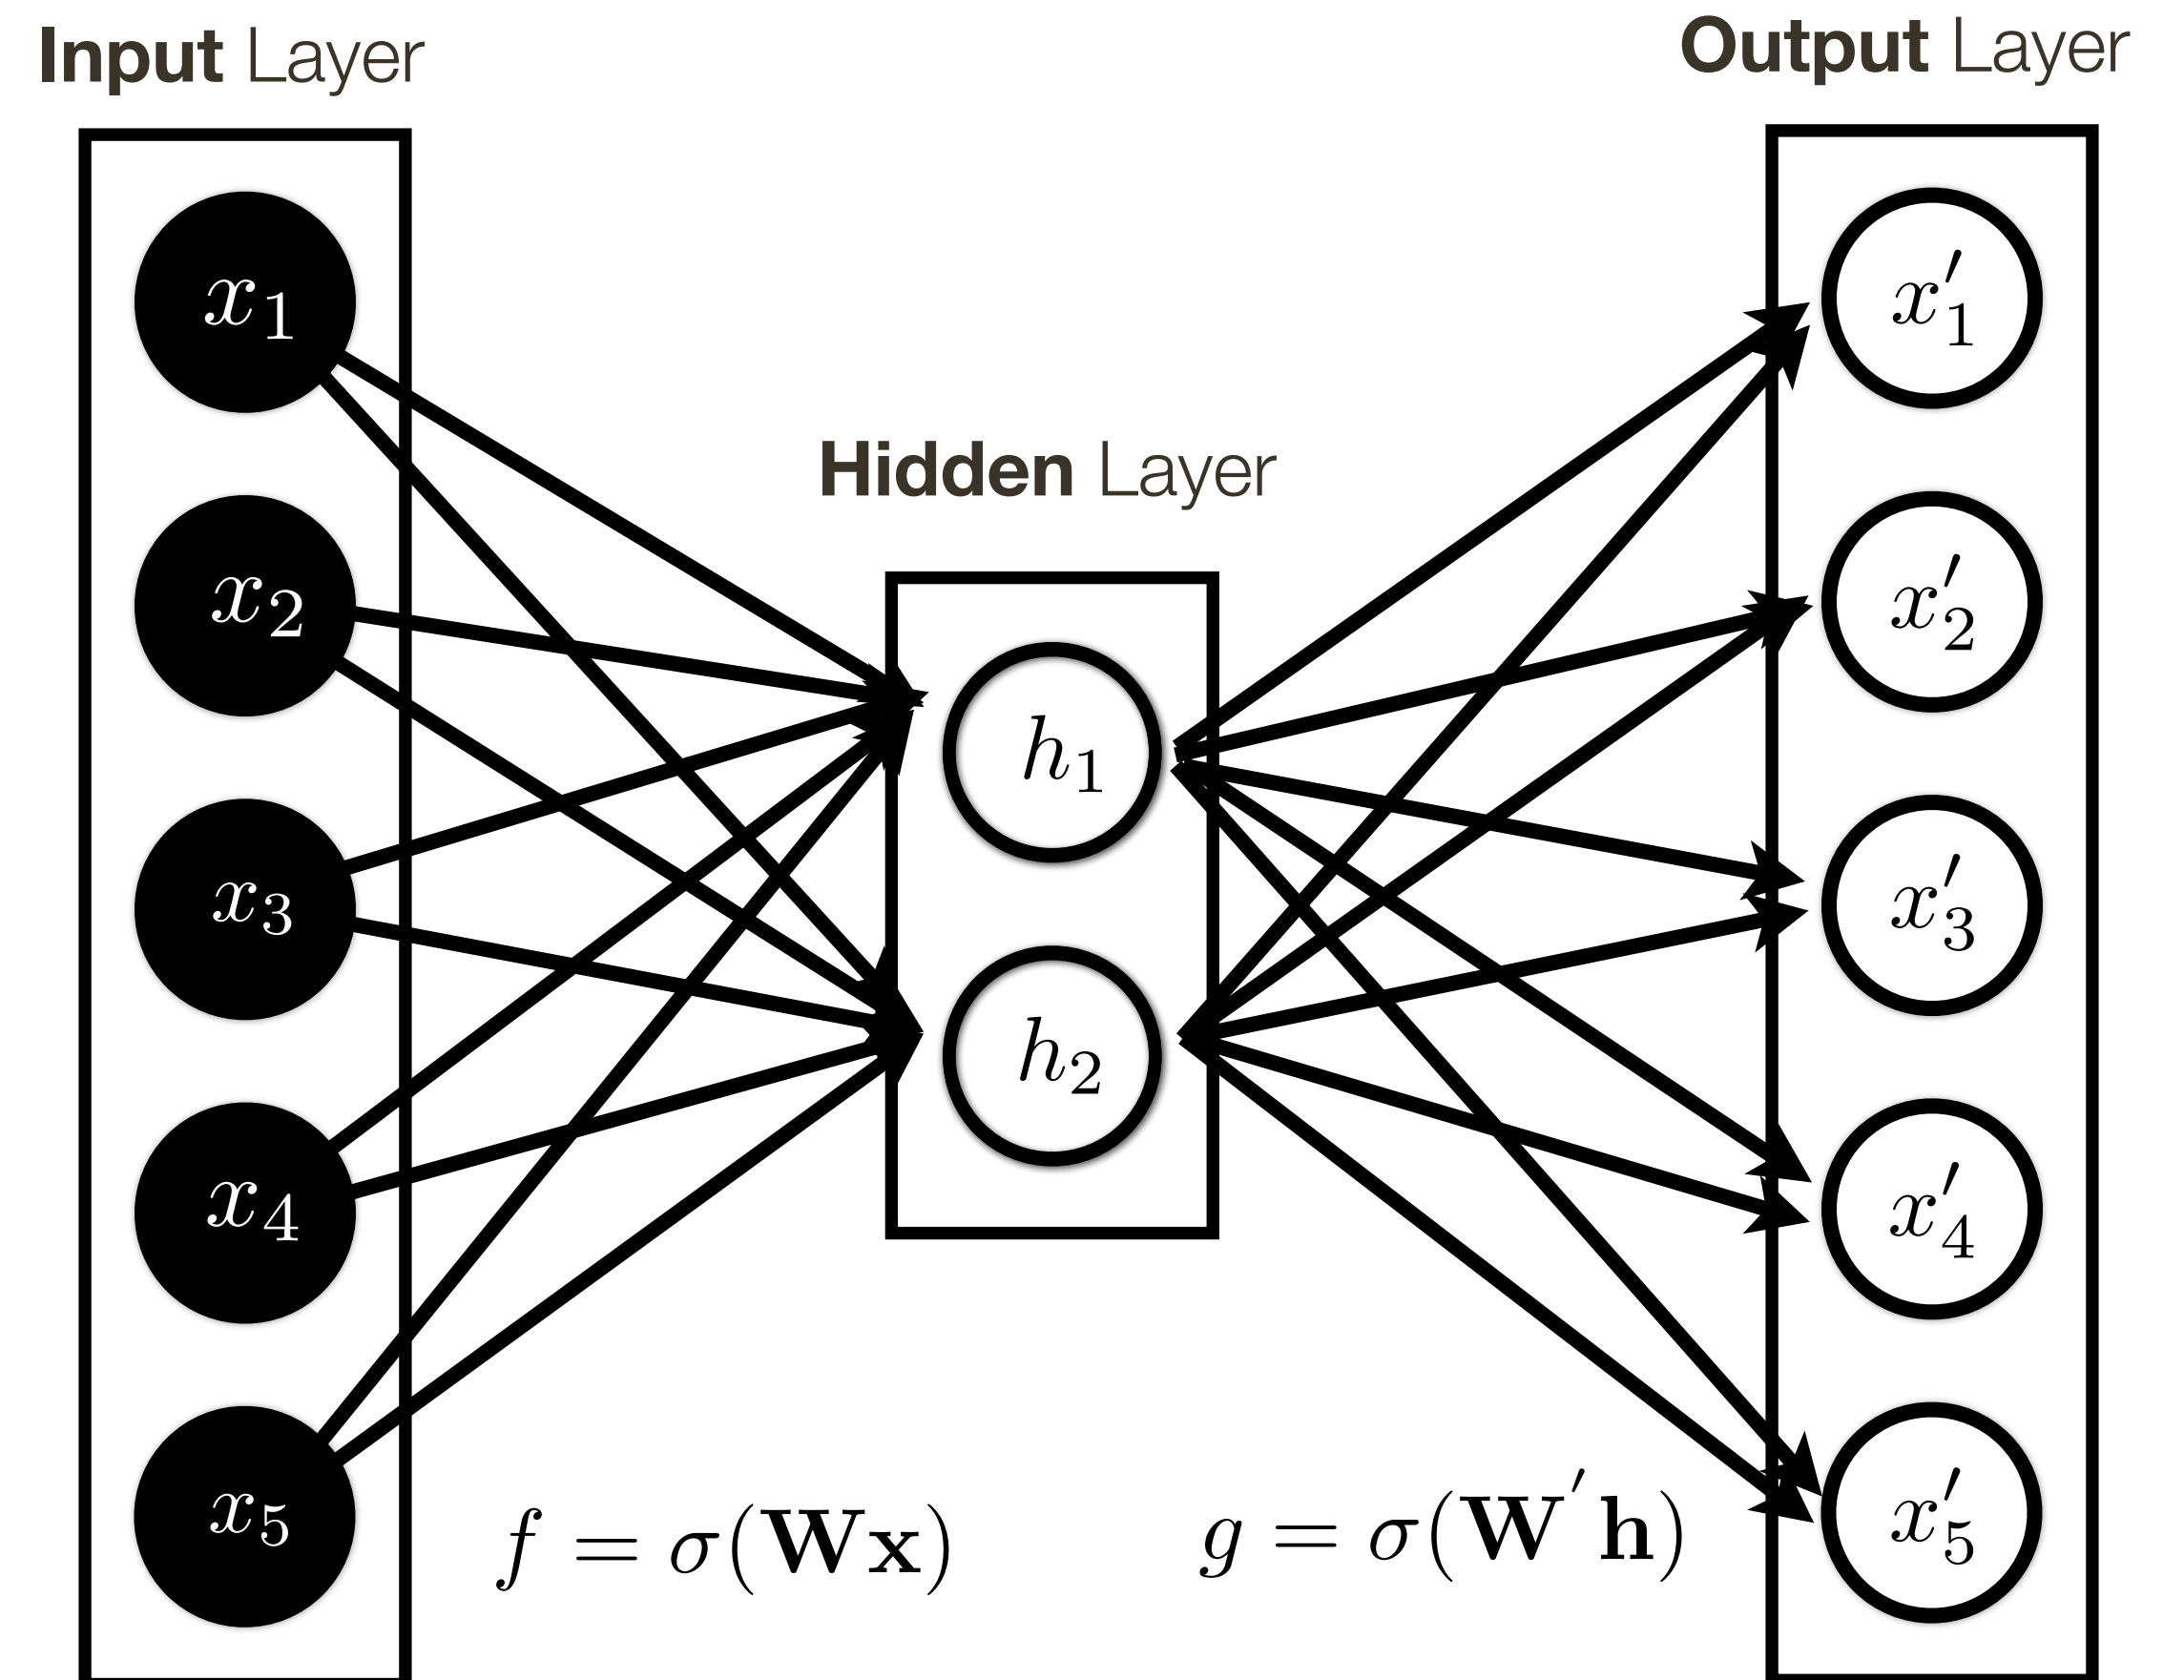 Input Layer
Output Layer
Hidden Layer
x₁
x₂
x₃
x₄
x₅
h₁
h₂
x′₁
x′₂
x′₃
x′₄
x′₅
f = σ(𝐖𝐱)
g = σ(𝐖′𝐡)